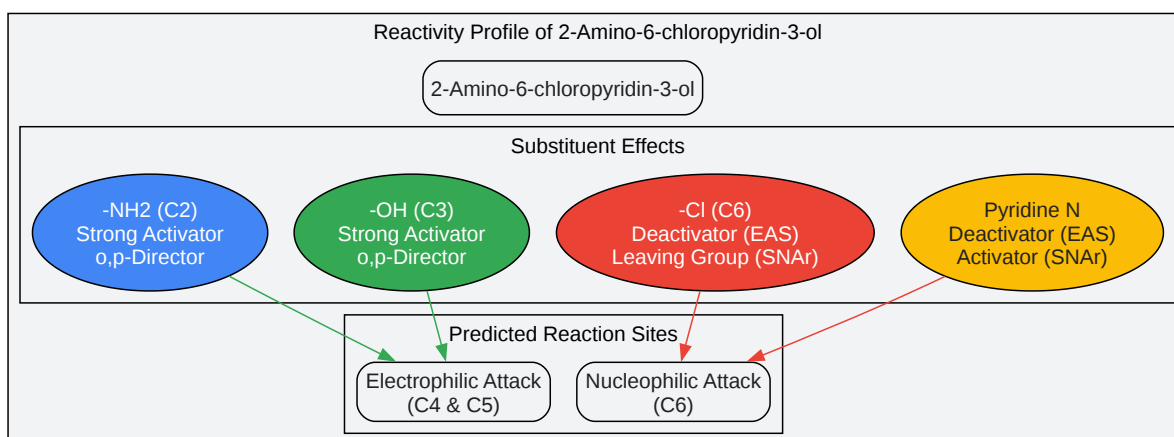 Reactivity Profile of 2-Amino-6-chloropyridin-3-ol
2-Amino-6-chloropyridin-3-ol
Substituent Effects
-NH2 (C2)
Strong Activator
o,p-Director
-OH (C3)
Strong Activator
o,p-Director
-Cl (C6)
Deactivator (EAS)
Leaving Group (SNAr)
Pyridine N
Deactivator (EAS)
Activator (SNAr)
Predicted Reaction Sites
Electrophilic Attack
(C4 & C5)
Nucleophilic Attack
(C6)